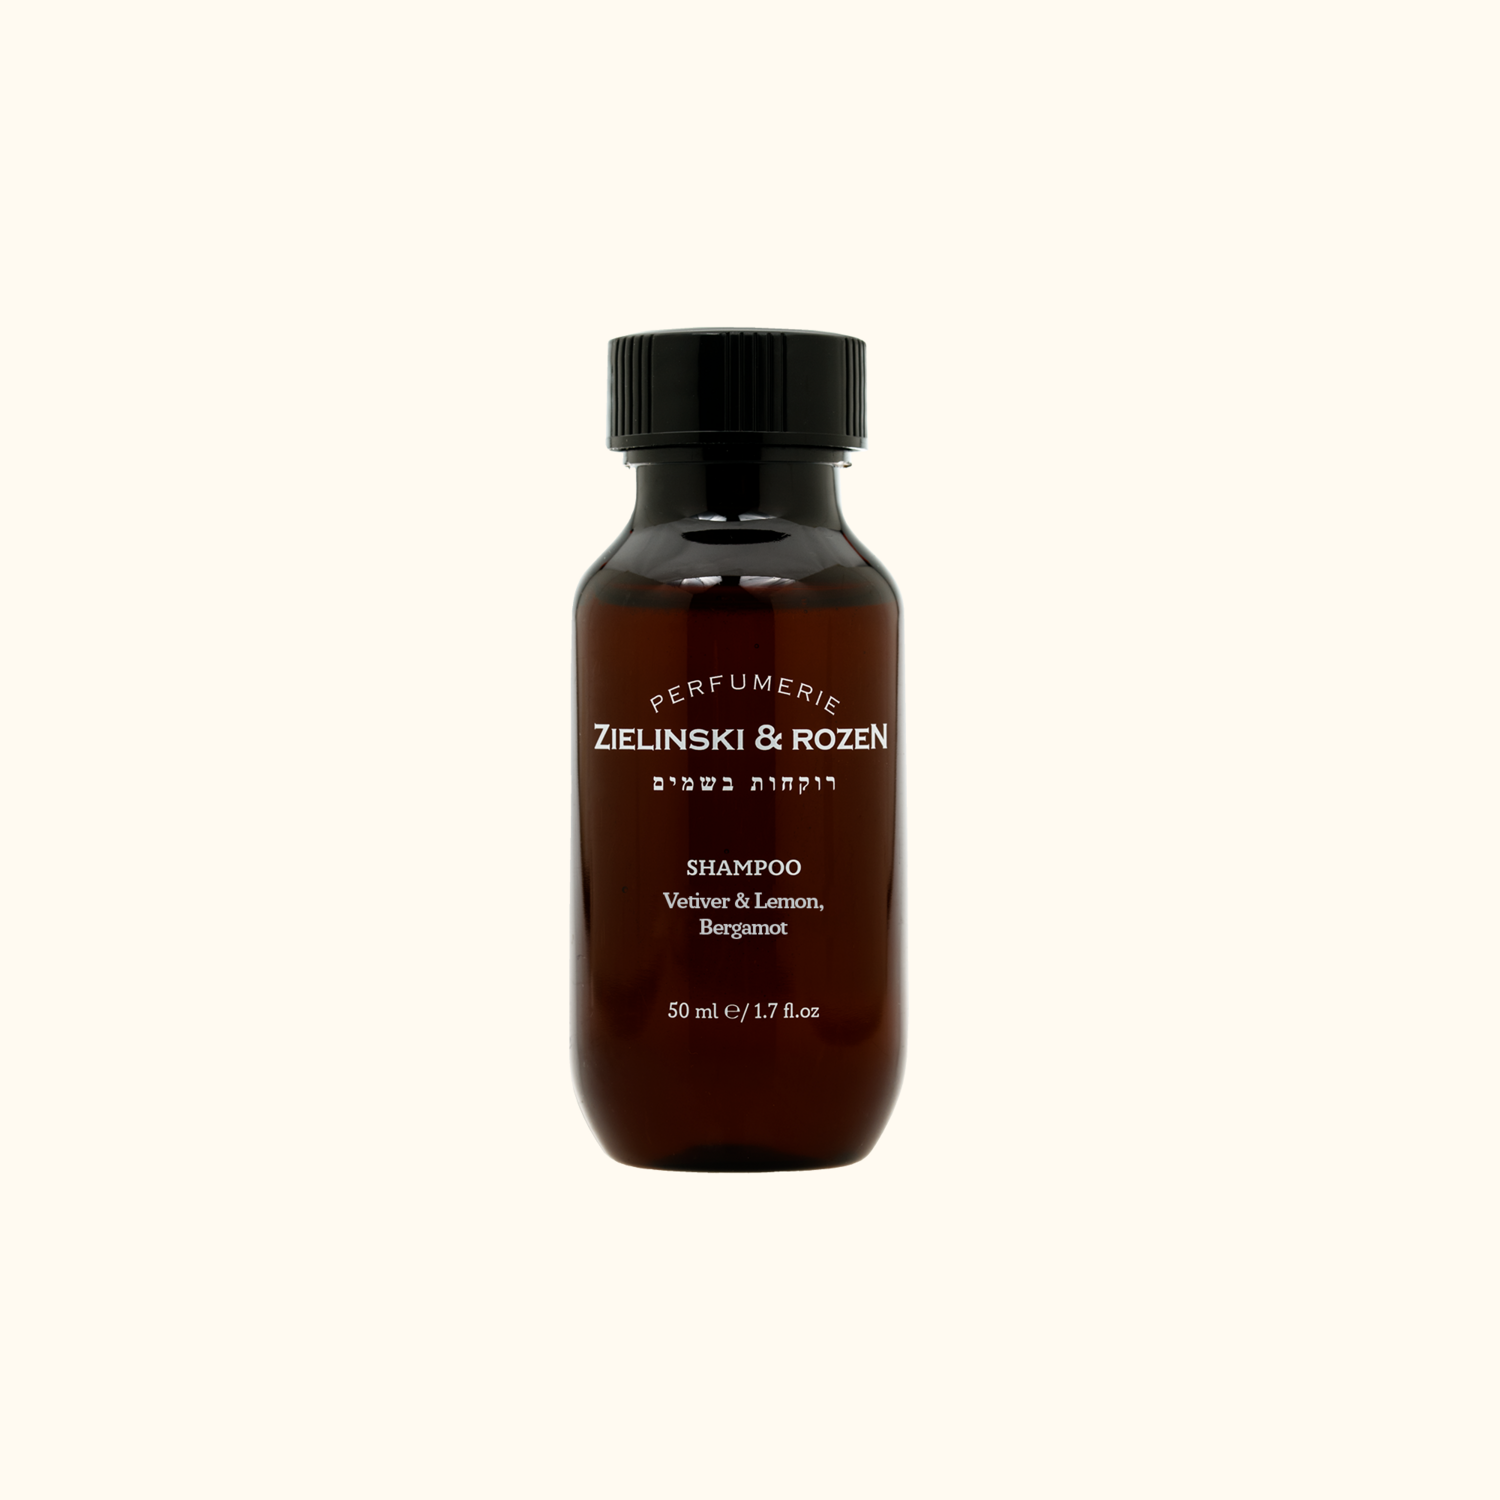 PERFUMERIE
ZIELINSKI & ROZEN
רוקחות בשמים
SHAMPOO
Vetiver & Lemon,
Bergamot
50 ml ℮/ 1.7 fl.oz